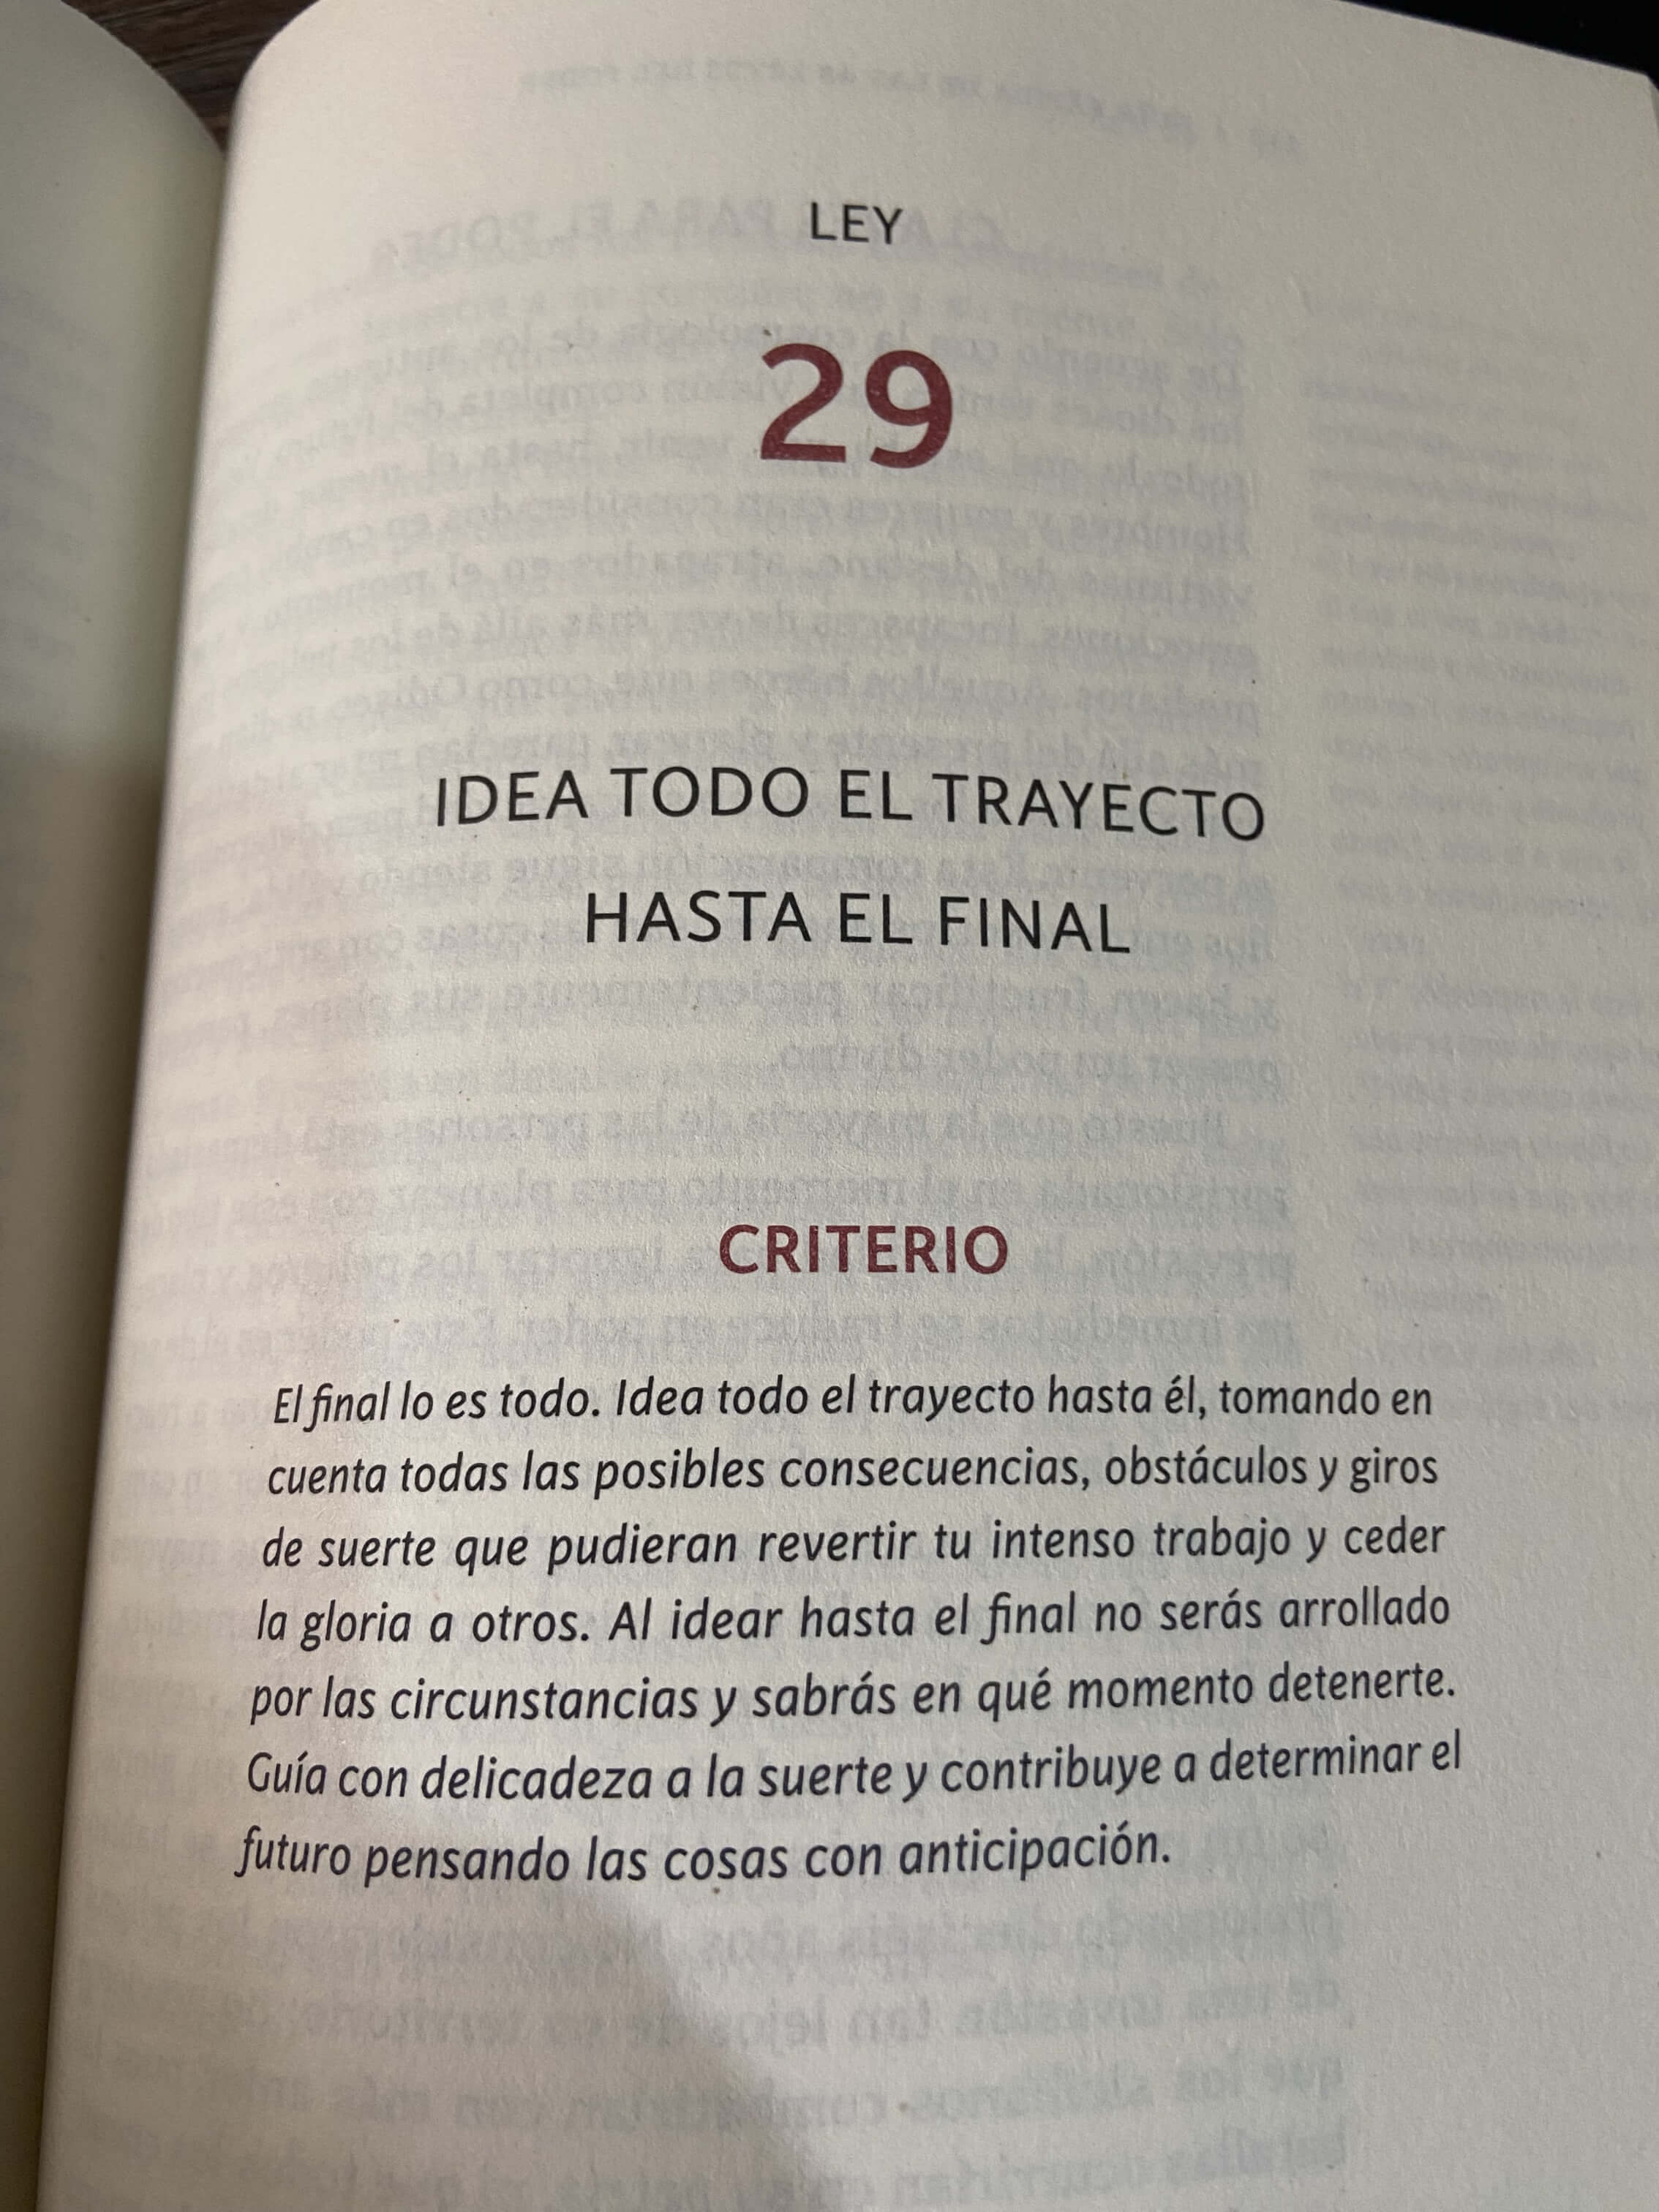 LEY
29
IDEA TODO EL TRAYECTO
HASTA EL FINAL
CRITERIO
El final lo es todo. Idea todo el trayecto hasta él, tomando en
cuenta todas las posibles consecuencias, obstáculos y giros
de suerte que pudieran revertir tu intenso trabajo y ceder
la gloria a otros. Al idear hasta el final no serás arrollado
por las circunstancias y sabrás en qué momento detenerte.
Guía con delicadeza a la suerte y contribuye a determinar el
futuro pensando las cosas con anticipación.